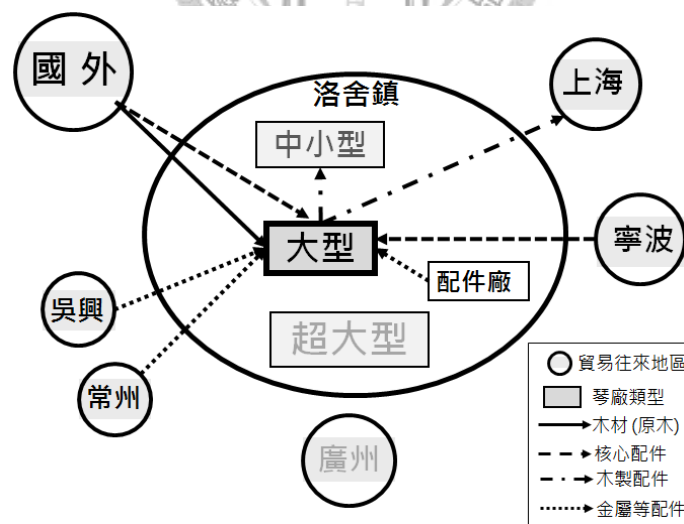 國外
洛舍鎮
上海
中小型
大型
寧波
配件廠
吳興
超大型
常州
廣州
貿易往來地區
琴廠類型
木材(原木)
核心配件
木製配件
金屬等配件